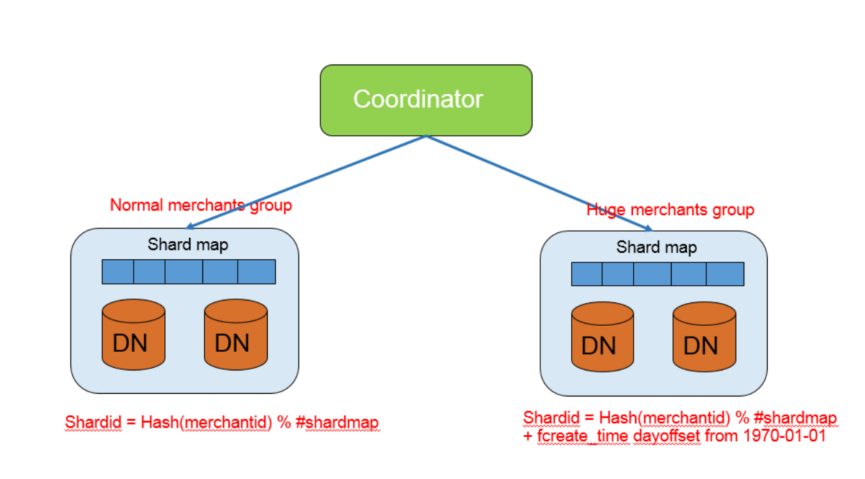 Coordinator
Normal merchants group
Huge merchants group
Shard map
DN
DN
Shardid = Hash(merchantid) % #shardmap
Shard map
DN
DN
Shardid = Hash(merchantid) % #shardmap
+ fcreate_time dayoffset from 1970-01-01